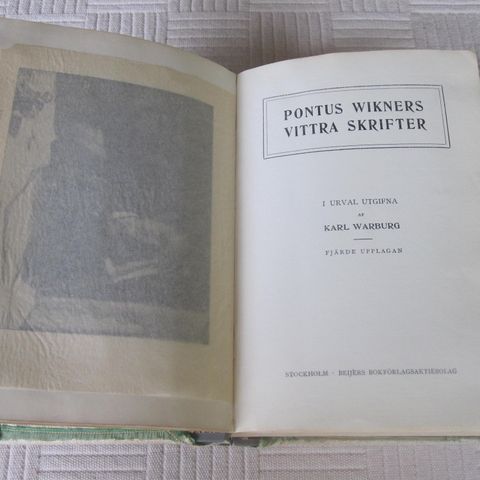 PONTUS WIKNERS
VITTRA SKRIFTER
I URVAL UTGIFNA
AF
KARL WARBURG
FJÄRDE UPPLAGAN
STOCKHOLM · BEIJERS BOKFÖRLAGSAKTIEBOLAG